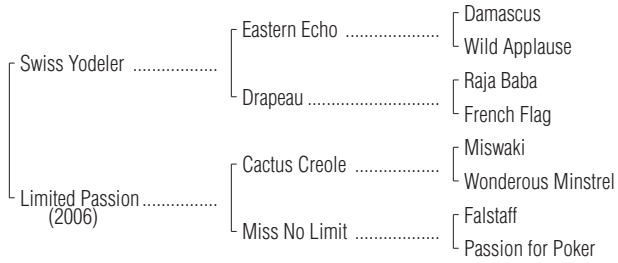 Damascus
Eastern Echo ..................
Wild Applause
Swiss Yodeler .................
Raja Baba
Drapeau .........................
French Flag
Miswaki
Cactus Creole ................
Wonderous Minstrel
Limited Passion ...............
(2006)
Falstaff
Miss No Limit ................
Passion for Poker